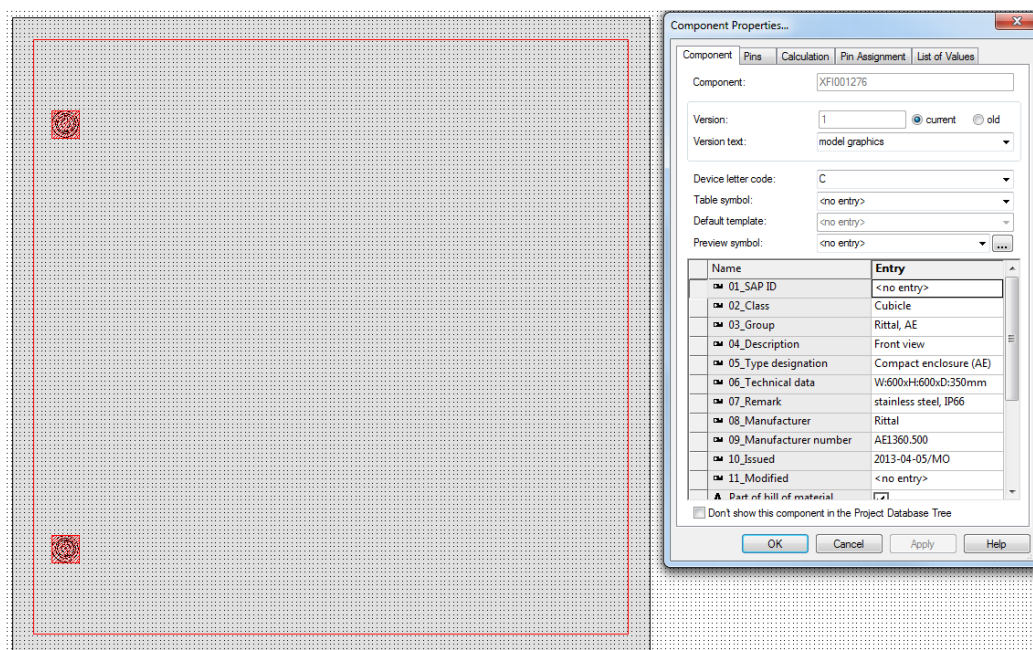 Component Properties...
Component Pins Calculation Pin Assignment List of Values
Component: XFI001276
Version: 1 current old
Version text: model graphics
Device letter code: C
Table symbol: <no entry>
Default template: <no entry>
Preview symbol: <no entry> ...
Name Entry
01_SAP ID <no entry>
02_Class Cubicle
03_Group Rittal, AE
04_Description Front view
05_Type designation Compact enclosure (AE)
06_Technical data W:600xH:600xD:350mm
07_Remark stainless steel, IP66
08_Manufacturer Rittal
09_Manufacturer number AE1360.500
10_Issued 2013-04-05/MO
11_Modified <no entry>
A Part of bill of material
Don't show this component in the Project Database Tree
OK Cancel Apply Help